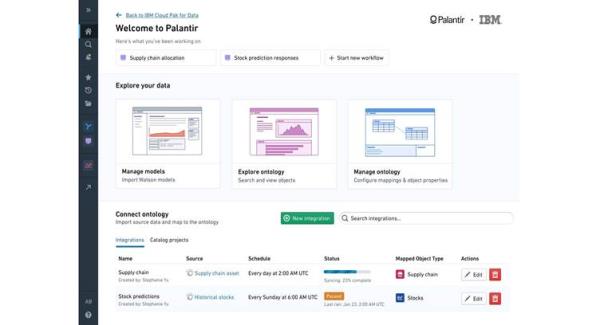 Back to IBM Cloud Pak for Data
Palantir · IBM
Welcome to Palantir
Here's what you've been working on
Supply chain allocation
Stock prediction responses
+ Start new workflow
Explore your data
Manage models
Import Watson models
Explore ontology
Search and view objects
Manage ontology
Configure mappings & object properties
Connect ontology
Import source data and map to the ontology
New integration
Search integrations...
Integrations Catalog projects
Name Source Schedule Status Mapped Object Type Actions
Supply chain Supply chain asset Every day at 2:00 AM UTC Supply chain Edit
Created by: Stephanie Yu Syncing: 23% complete
Stock predictions Historical stocks Every Sunday at 6:00 AM UTC Paused Stocks Edit
Created by: Stephanie Yu Last ran: Jan 23, 2:00 AM UTC
AB